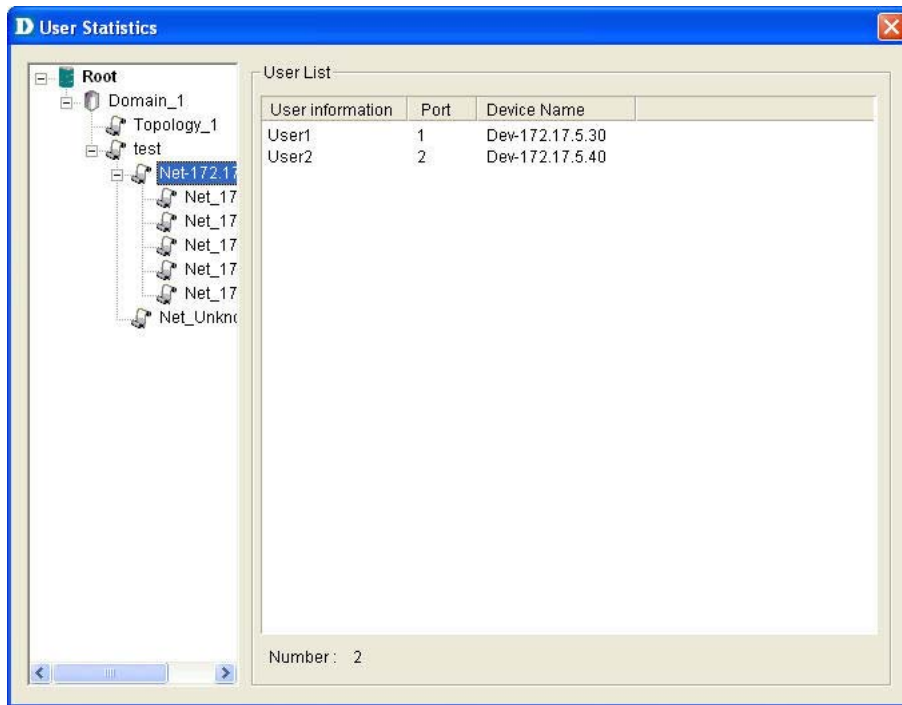 D User Statistics
Root
Domain_1
Topology_1
test
Net-172.17
Net_17
Net_17
Net_17
Net_17
Net_17
Net_Unkno
User List
User information Port Device Name
User1 1 Dev-172.17.5.30
User2 2 Dev-172.17.5.40
Number : 2